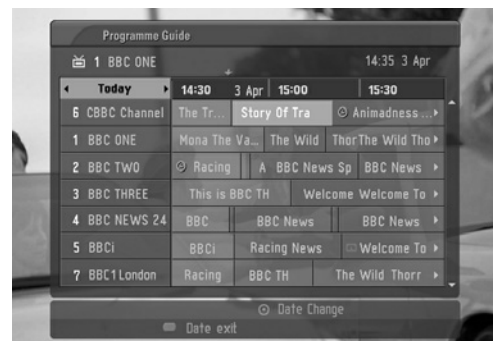 Programme Guide
1 BBC ONE 14:35 3 Apr
Today 14:30 3 Apr 15:00 15:30
6 CBBC Channel The Tr... Story Of Tra Animadness ...
1 BBC ONE Mona The Va... The Wild Thor The Wild Tho
2 BBC TWO Racing A BBC News Sp BBC News
3 BBC THREE This is BBC TH Welcome Welcome To
4 BBC NEWS 24 BBC BBC News BBC News
5 BBCi BBCi Racing News Welcome To
7 BBC1 London Racing BBC TH The Wild Thorr
Date Change
Date exit